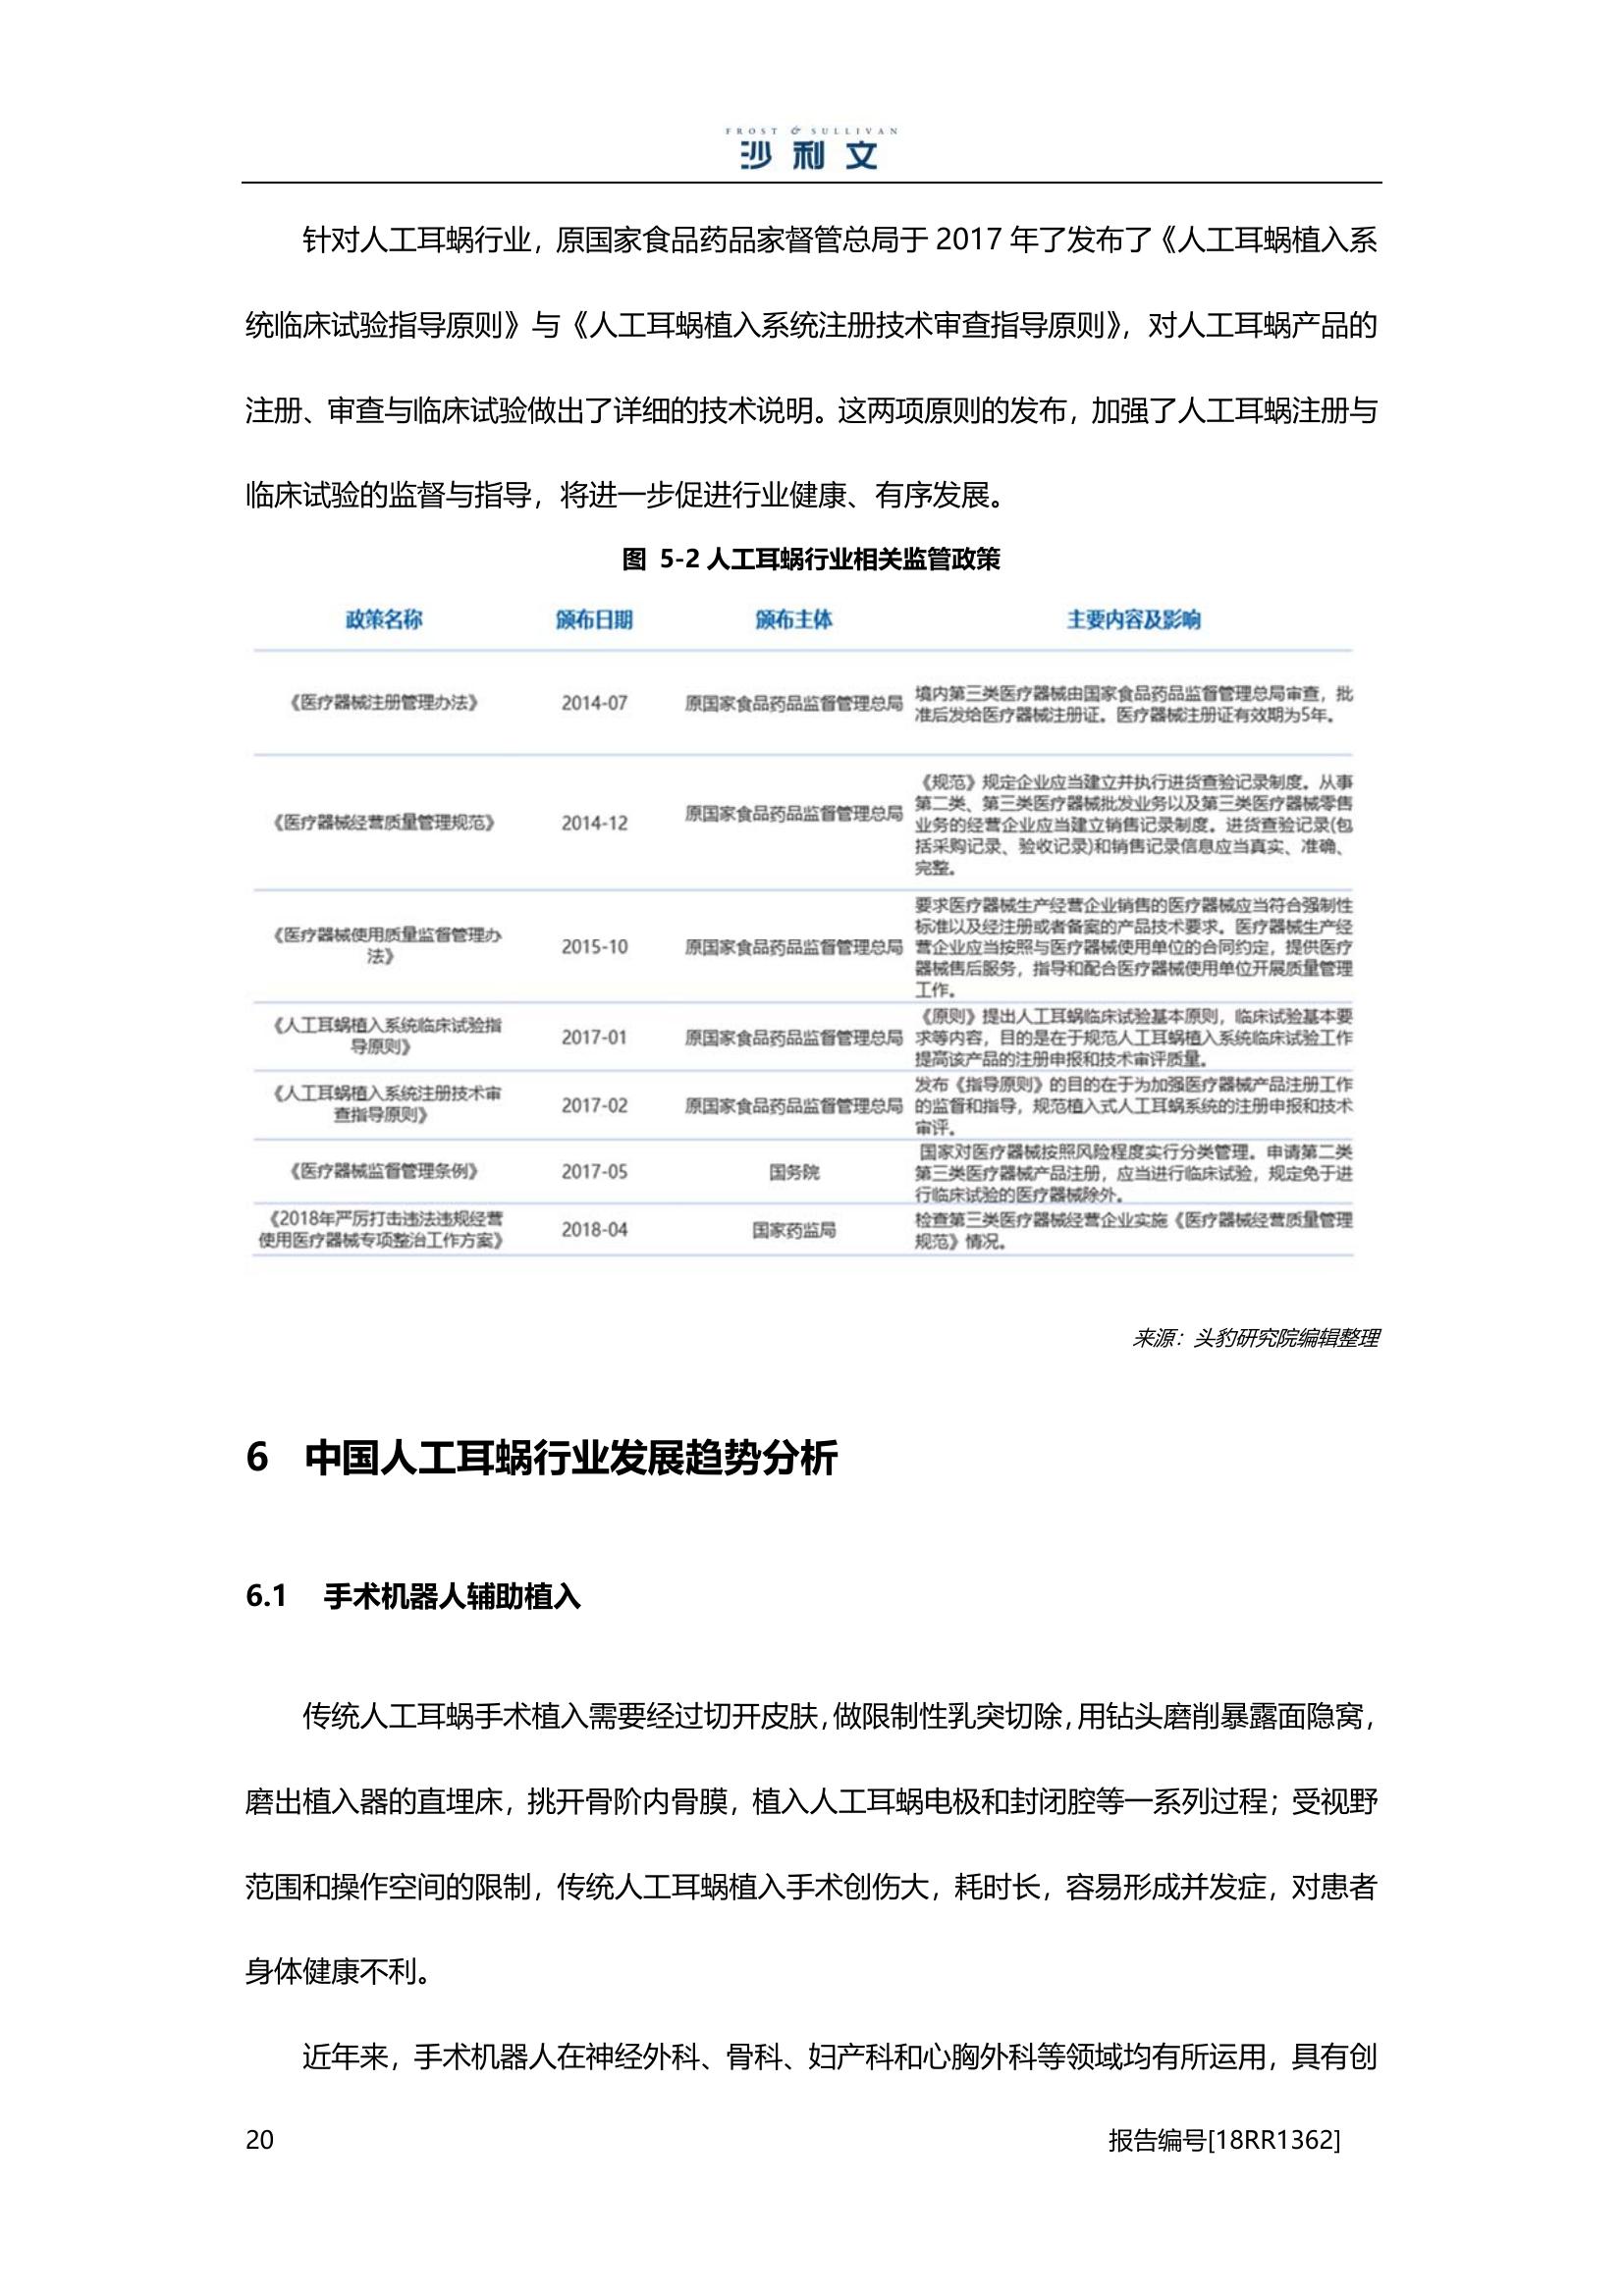 FROST & SULLIVAN
沙利文
针对人工耳蜗行业，原国家食品药品家督管总局于 2017 年了发布了《人工耳蜗植入系
统临床试验指导原则》与《人工耳蜗植入系统注册技术审查指导原则》，对人工耳蜗产品的
注册、审查与临床试验做出了详细的技术说明。这两项原则的发布，加强了人工耳蜗注册与
临床试验的监督与指导，将进一步促进行业健康、有序发展。
图 5-2 人工耳蜗行业相关监管政策
政策名称 颁布日期 颁布主体 主要内容及影响
《医疗器械注册管理办法》 2014-07 原国家食品药品监督管理总局
境内第三类医疗器械由国家食品药品监督管理总局审查，批
准后发给医疗器械注册证。医疗器械注册证有效期为5年。
《医疗器械经营质量管理规范》 2014-12 原国家食品药品监督管理总局
《规范》规定企业应当建立并执行进货查验记录制度。从事
第二类、第三类医疗器械批发业务以及第三类医疗器械零售
业务的经营企业应当建立销售记录制度。进货查验记录(包
括采购记录、验收记录)和销售记录信息应当真实、准确、
完整。
《医疗器械使用质量监督管理办
法》
2015-10 原国家食品药品监督管理总局
要求医疗器械生产经营企业销售的医疗器械应当符合强制性
标准以及经注册或者备案的产品技术要求。医疗器械生产经
营企业应当按照与医疗器械使用单位的合同约定，提供医疗
器械售后服务，指导和配合医疗器械使用单位开展质量管理
工作。
《人工耳蜗植入系统临床试验指
导原则》
2017-01 原国家食品药品监督管理总局
《原则》提出人工耳蜗临床试验基本原则，临床试验基本要
求等内容，目的是在于规范人工耳蜗植入系统临床试验工作
提高该产品的注册申报和技术审评质量。
《人工耳蜗植入系统注册技术审
查指导原则》
2017-02 原国家食品药品监督管理总局
发布《指导原则》的目的在于为加强医疗器械产品注册工作
的监督和指导，规范植入式人工耳蜗系统的注册申报和技术
审评。
《医疗器械监督管理条例》 2017-05 国务院
国家对医疗器械按照风险程度实行分类管理。申请第二类
第三类医疗器械产品注册，应当进行临床试验，规定免于进
行临床试验的医疗器械除外。
《2018年严厉打击违法违规经营
使用医疗器械专项整治工作方案》
2018-04 国家药监局
检查第三类医疗器械经营企业实施《医疗器械经营质量管理
规范》情况。
来源：头豹研究院编辑整理
6 中国人工耳蜗行业发展趋势分析
6.1 手术机器人辅助植入
传统人工耳蜗手术植入需要经过切开皮肤，做限制性乳突切除，用钻头磨削暴露面隐窝，
磨出植入器的直埋床，挑开骨阶内骨膜，植入人工耳蜗电极和封闭腔等一系列过程；受视野
范围和操作空间的限制，传统人工耳蜗植入手术创伤大，耗时长，容易形成并发症，对患者
身体健康不利。
近年来，手术机器人在神经外科、骨科、妇产科和心胸外科等领域均有所运用，具有创
20 报告编号[18RR1362]